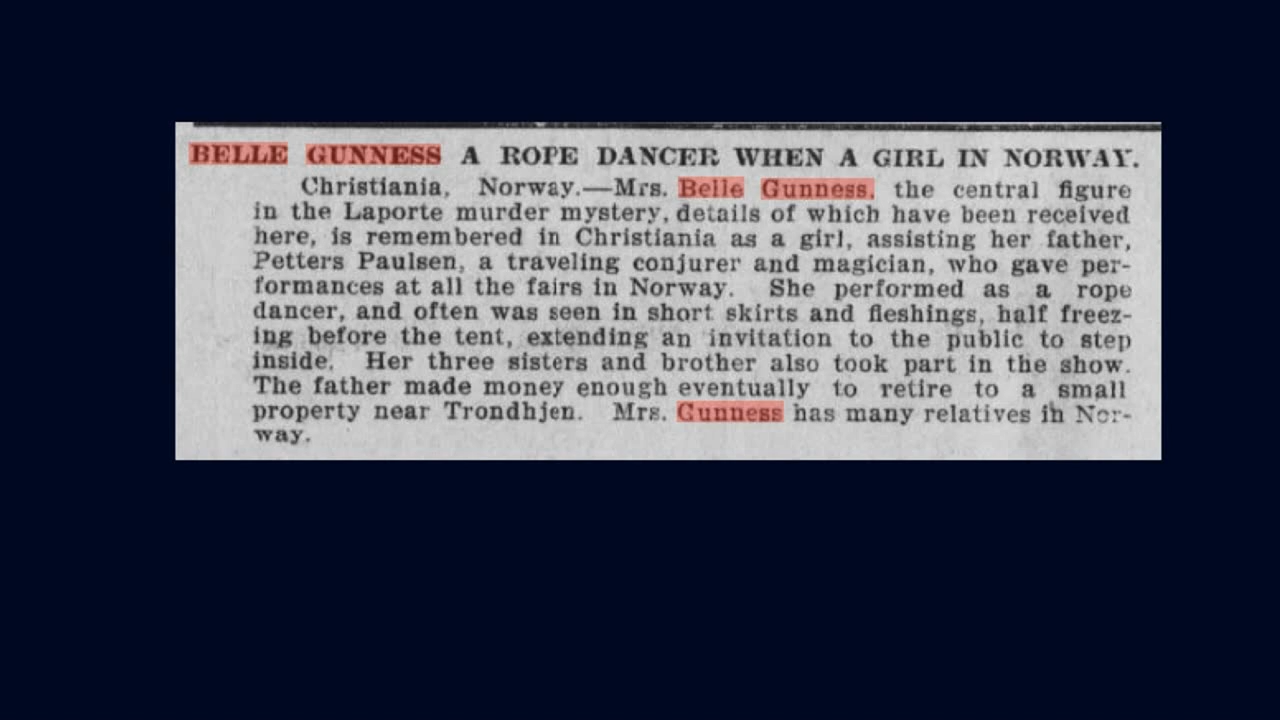 BELLE GUNNESS A ROPE DANCER WHEN A GIRL IN NORWAY.
Christiania, Norway.—Mrs. Belle Gunness, the central figure
in the Laporte murder mystery, details of which have been received
here, is remembered in Christiania as a girl, assisting her father,
Petters Paulsen, a traveling conjurer and magician, who gave per-
formances at all the fairs in Norway. She performed as a rope
dancer, and often was seen in short skirts and fleshings, half freez-
ing before the tent, extending an invitation to the public to step
inside. Her three sisters and brother also took part in the show.
The father made money enough eventually to retire to a small
property near Trondhjen. Mrs. Gunness has many relatives in Nor-
way.